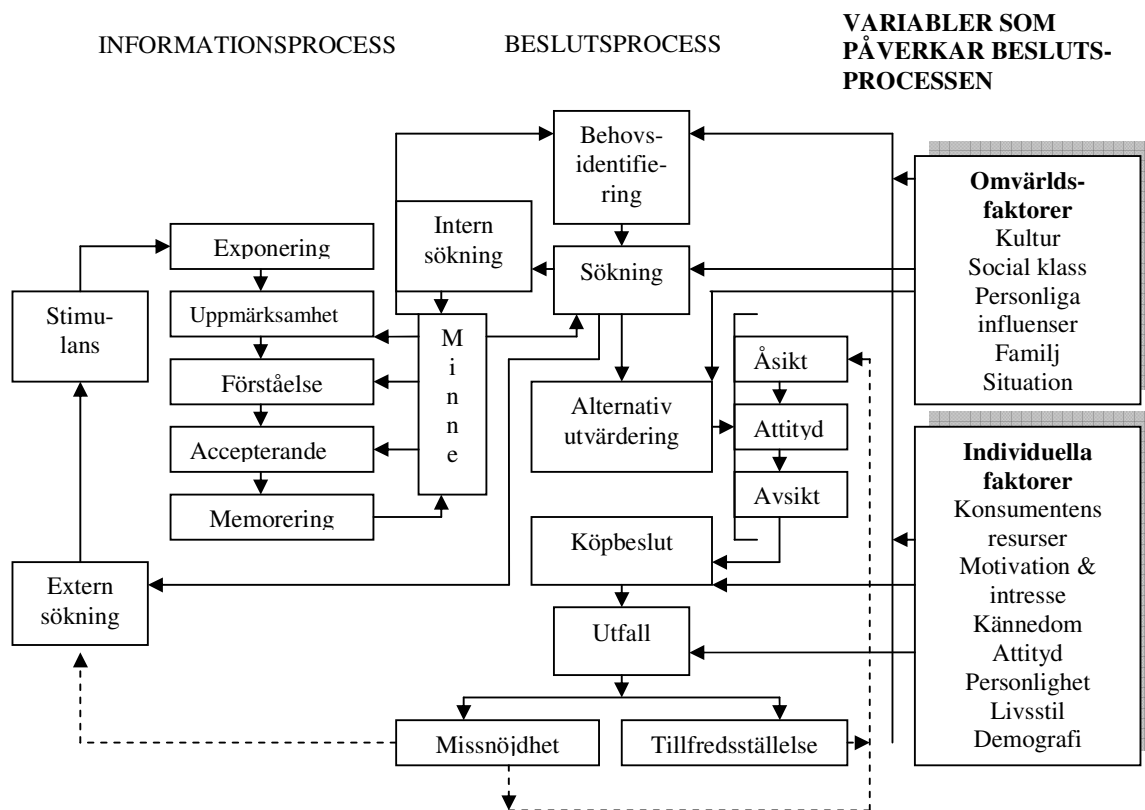 INFORMATIONSPROCESS
BESLUTSPROCESS
VARIABLER SOM
PÅVERKAR BESLUTS-
PROCESSEN
Behovs-
identifie-
ring
Intern
sökning
Sökning
Exponering
Uppmärksamhet
Förståelse
Accepterande
Memorering
Stimu-
lans
Extern
sökning
M
i
n
n
e
Alternativ
utvärdering
Åsikt
Attityd
Avsikt
Köpbeslut
Utfall
Missnöjdhet
Tillfredsställelse
Omvärlds-
faktorer
Kultur
Social klass
Personliga
influenser
Familj
Situation
Individuella
faktorer
Konsumentens
resurser
Motivation &
intresse
Kännedom
Attityd
Personlighet
Livsstil
Demografi